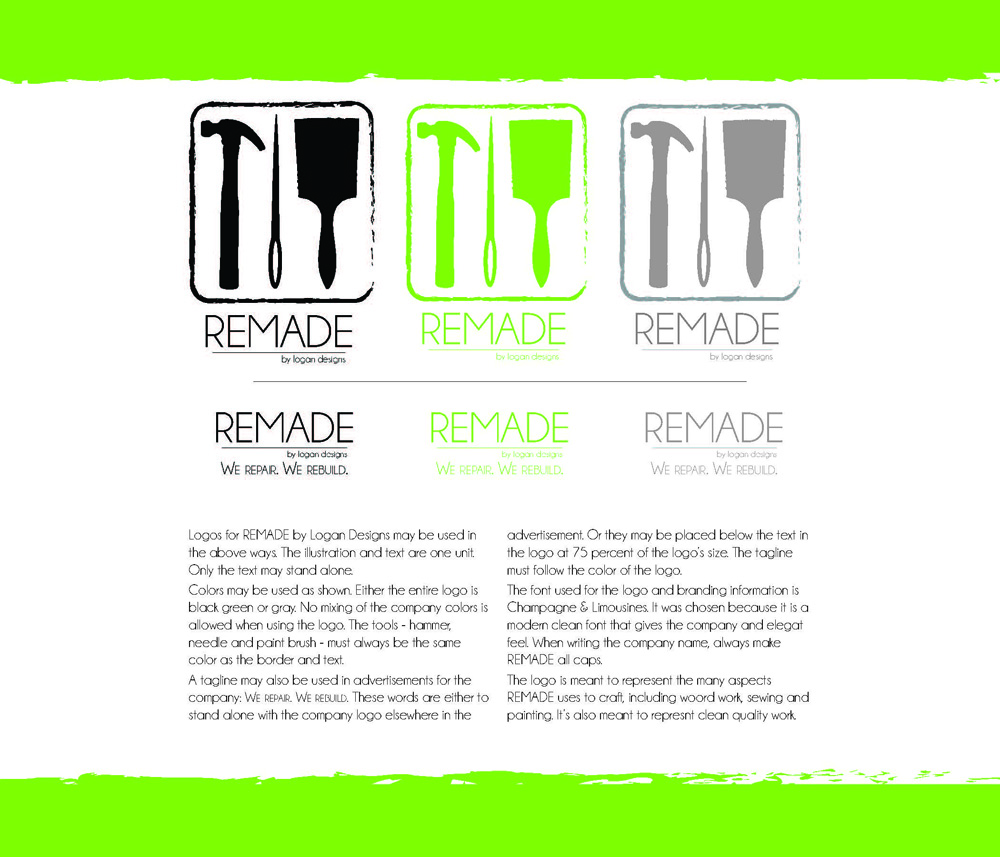 REMADE
by logan designs
REMADE
by logan designs
REMADE
by logan designs
REMADE
by logan designs
WE REPAIR. WE REBUILD.
REMADE
by logan designs
WE REPAIR. WE REBUILD.
REMADE
by logan designs
WE REPAIR. WE REBUILD.
Logos for REMADE by Logan Designs may be used in
the above ways. The illustration and text are one unit.
Only the text may stand alone.
Colors may be used as shown. Either the entire logo is
black green or gray. No mixing of the company colors is
allowed when using the logo. The tools - hammer,
needle and paint brush - must always be the same
color as the border and text.
A tagline may also be used in advertisements for the
company: WE REPAIR. WE REBUILD. These words are either to
stand alone with the company logo elsewhere in the
advertisement. Or they may be placed below the text in
the logo at 75 percent of the logo's size. The tagline
must follow the color of the logo.
The font used for the logo and branding information is
Champagne & Limousines. It was chosen because it is a
modern clean font that gives the company and elegat
feel. When writing the company name, always make
REMADE all caps.
The logo is meant to represent the many aspects
REMADE uses to craft, including woord work, sewing and
painting. It's also meant to represnt clean quality work.